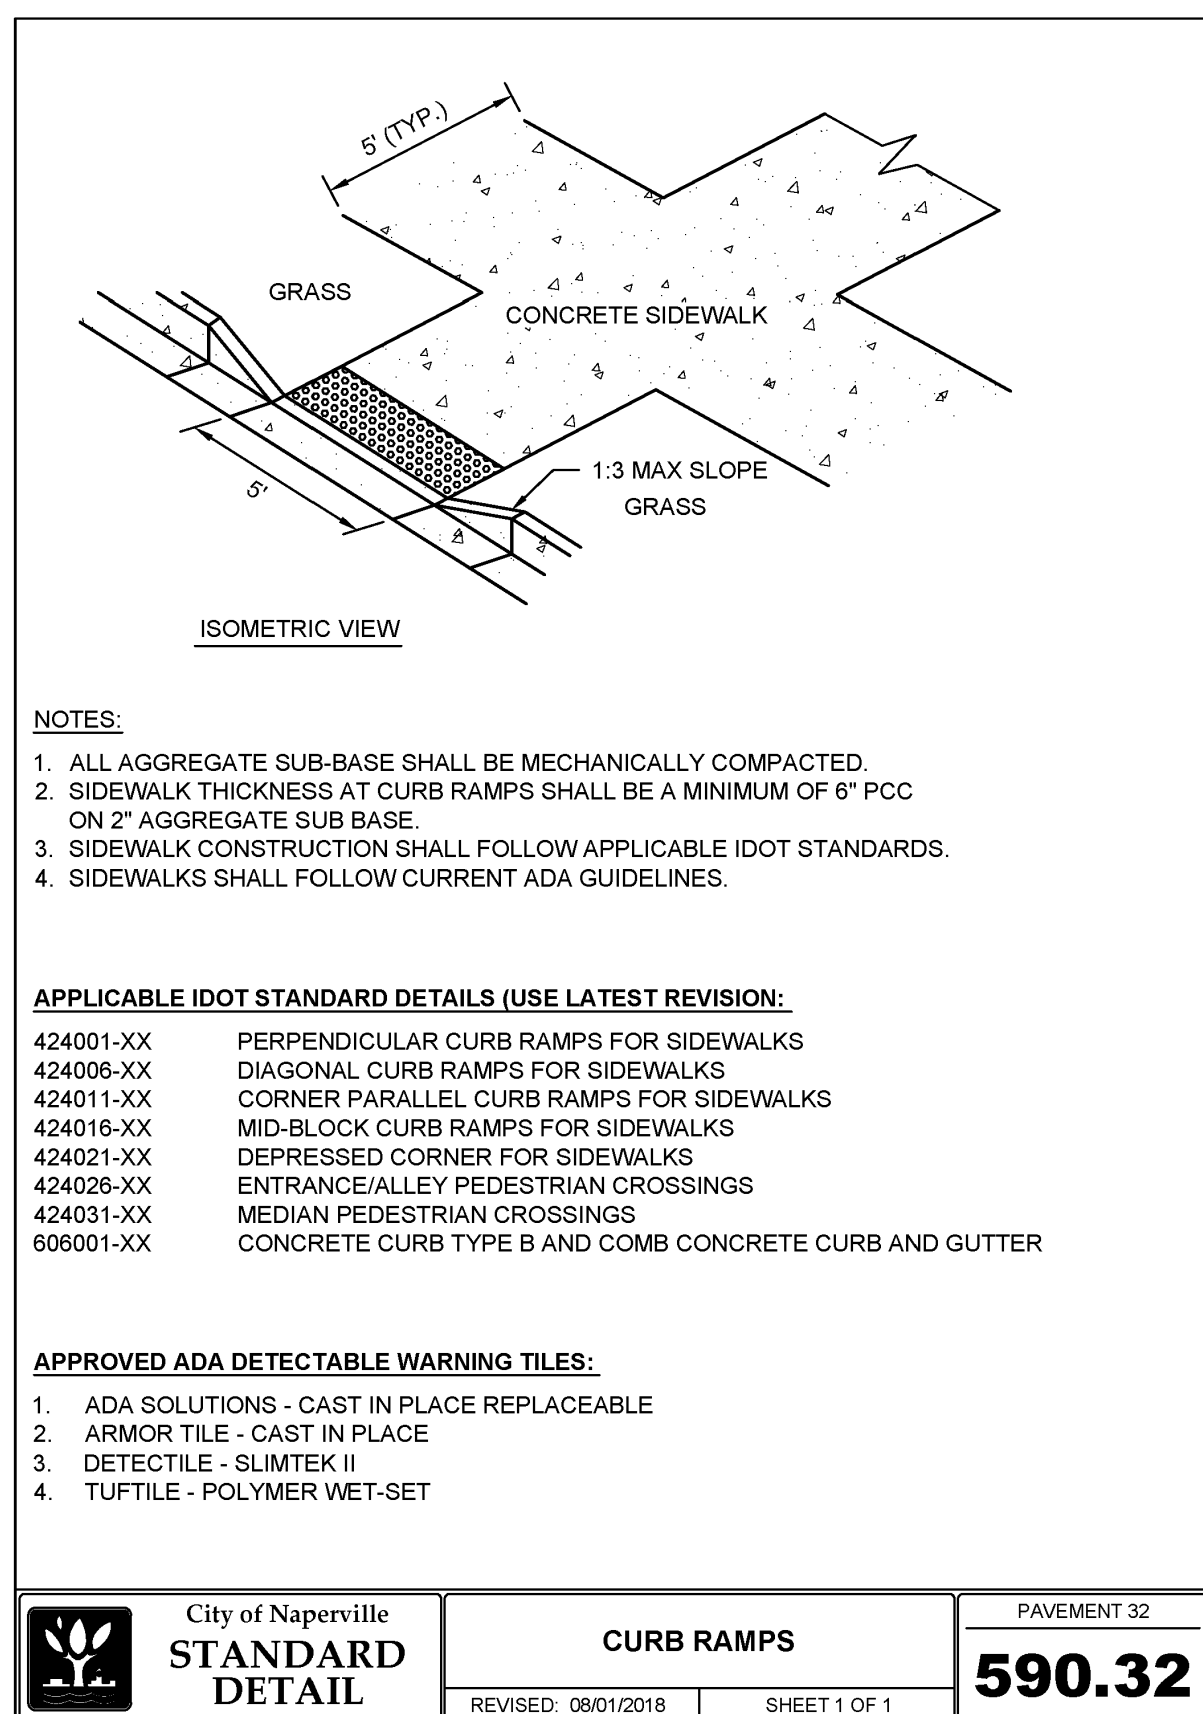 5' (TYP.)
GRASS
CONCRETE SIDEWALK
1:3 MAX SLOPE
GRASS
5'
ISOMETRIC VIEW
NOTES:
1. ALL AGGREGATE SUB-BASE SHALL BE MECHANICALLY COMPACTED.
2. SIDEWALK THICKNESS AT CURB RAMPS SHALL BE A MINIMUM OF 6" PCC
ON 2" AGGREGATE SUB BASE.
3. SIDEWALK CONSTRUCTION SHALL FOLLOW APPLICABLE IDOT STANDARDS.
4. SIDEWALKS SHALL FOLLOW CURRENT ADA GUIDELINES.
APPLICABLE IDOT STANDARD DETAILS (USE LATEST REVISION:
424001-XX PERPENDICULAR CURB RAMPS FOR SIDEWALKS
424006-XX DIAGONAL CURB RAMPS FOR SIDEWALKS
424011-XX CORNER PARALLEL CURB RAMPS FOR SIDEWALKS
424016-XX MID-BLOCK CURB RAMPS FOR SIDEWALKS
424021-XX DEPRESSED CORNER FOR SIDEWALKS
424026-XX ENTRANCE/ALLEY PEDESTRIAN CROSSINGS
424031-XX MEDIAN PEDESTRIAN CROSSINGS
606001-XX CONCRETE CURB TYPE B AND COMB CONCRETE CURB AND GUTTER
APPROVED ADA DETECTABLE WARNING TILES:
1. ADA SOLUTIONS - CAST IN PLACE REPLACEABLE
2. ARMOR TILE - CAST IN PLACE
3. DETECTILE - SLIMTEK II
4. TUFTILE - POLYMER WET-SET
City of Naperville
STANDARD
DETAIL
CURB RAMPS
REVISED: 08/01/2018
SHEET 1 OF 1
PAVEMENT 32
590.32